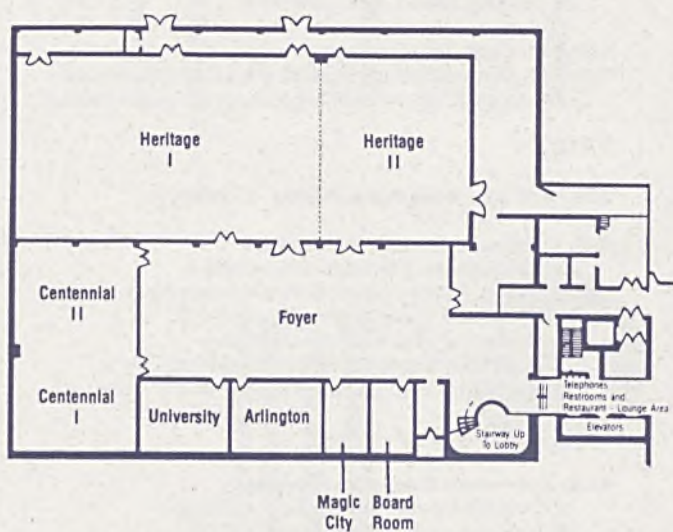 Heritage
I
Heritage
II
Centennial
II
Foyer
Centennial
I
University
Arlington
Telephones
Restrooms and
Restaurant - Lounge Area
Elevators
Stairway Up
To Lobby
Magic
City
Board
Room